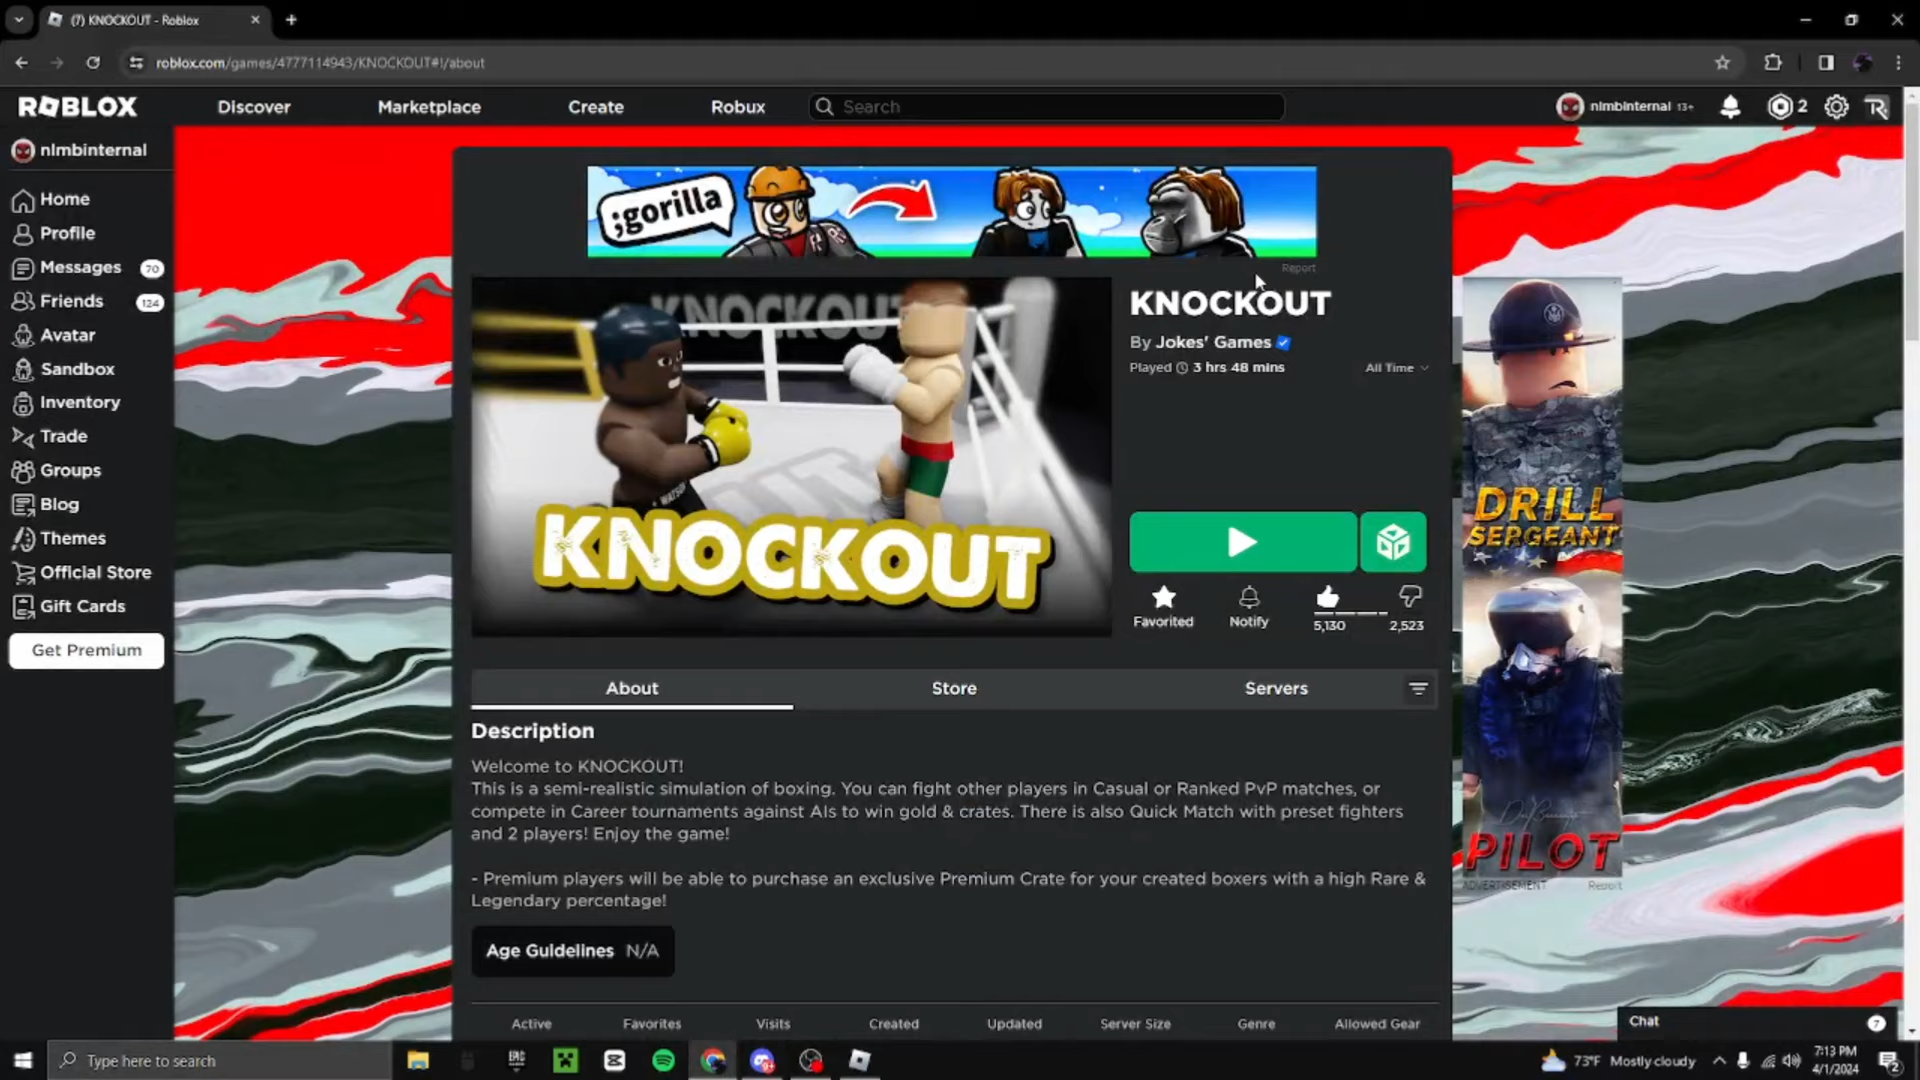 (7) KNOCKOUT - Roblox
roblox.com/games/4777114943/KNOCKOUT#!/about
ROBLOX
Discover
Marketplace
Create
Robux
Search
nlmbinternal 13+
2
nlmbinternal
Home
Profile
Messages 70
Friends 124
Avatar
Sandbox
Inventory
Trade
Groups
Blog
Themes
Official Store
Gift Cards
Get Premium
;gorilla
Report
KNOCKOUT
KNOCKOUT
WATSON
KNOCKOUT
By Jokes' Games
Played 3 hrs 48 mins
All Time
Favorited
Notify
5,130
2,523
DRILL
SERGEANT
PILOT
ADVERTISEMENT
Report
About
Store
Servers
Description
Welcome to KNOCKOUT!
This is a semi-realistic simulation of boxing. You can fight other players in Casual or Ranked PvP matches, or
compete in Career tournaments against AIs to win gold & crates. There is also Quick Match with preset fighters
and 2 players! Enjoy the game!
- Premium players will be able to purchase an exclusive Premium Crate for your created boxers with a high Rare &
Legendary percentage!
Age Guidelines N/A
Active
Favorites
Visits
Created
Updated
Server Size
Genre
Allowed Gear
Chat
7
Type here to search
EPIC
73°F Mostly cloudy
7:13 PM
4/1/2024
2